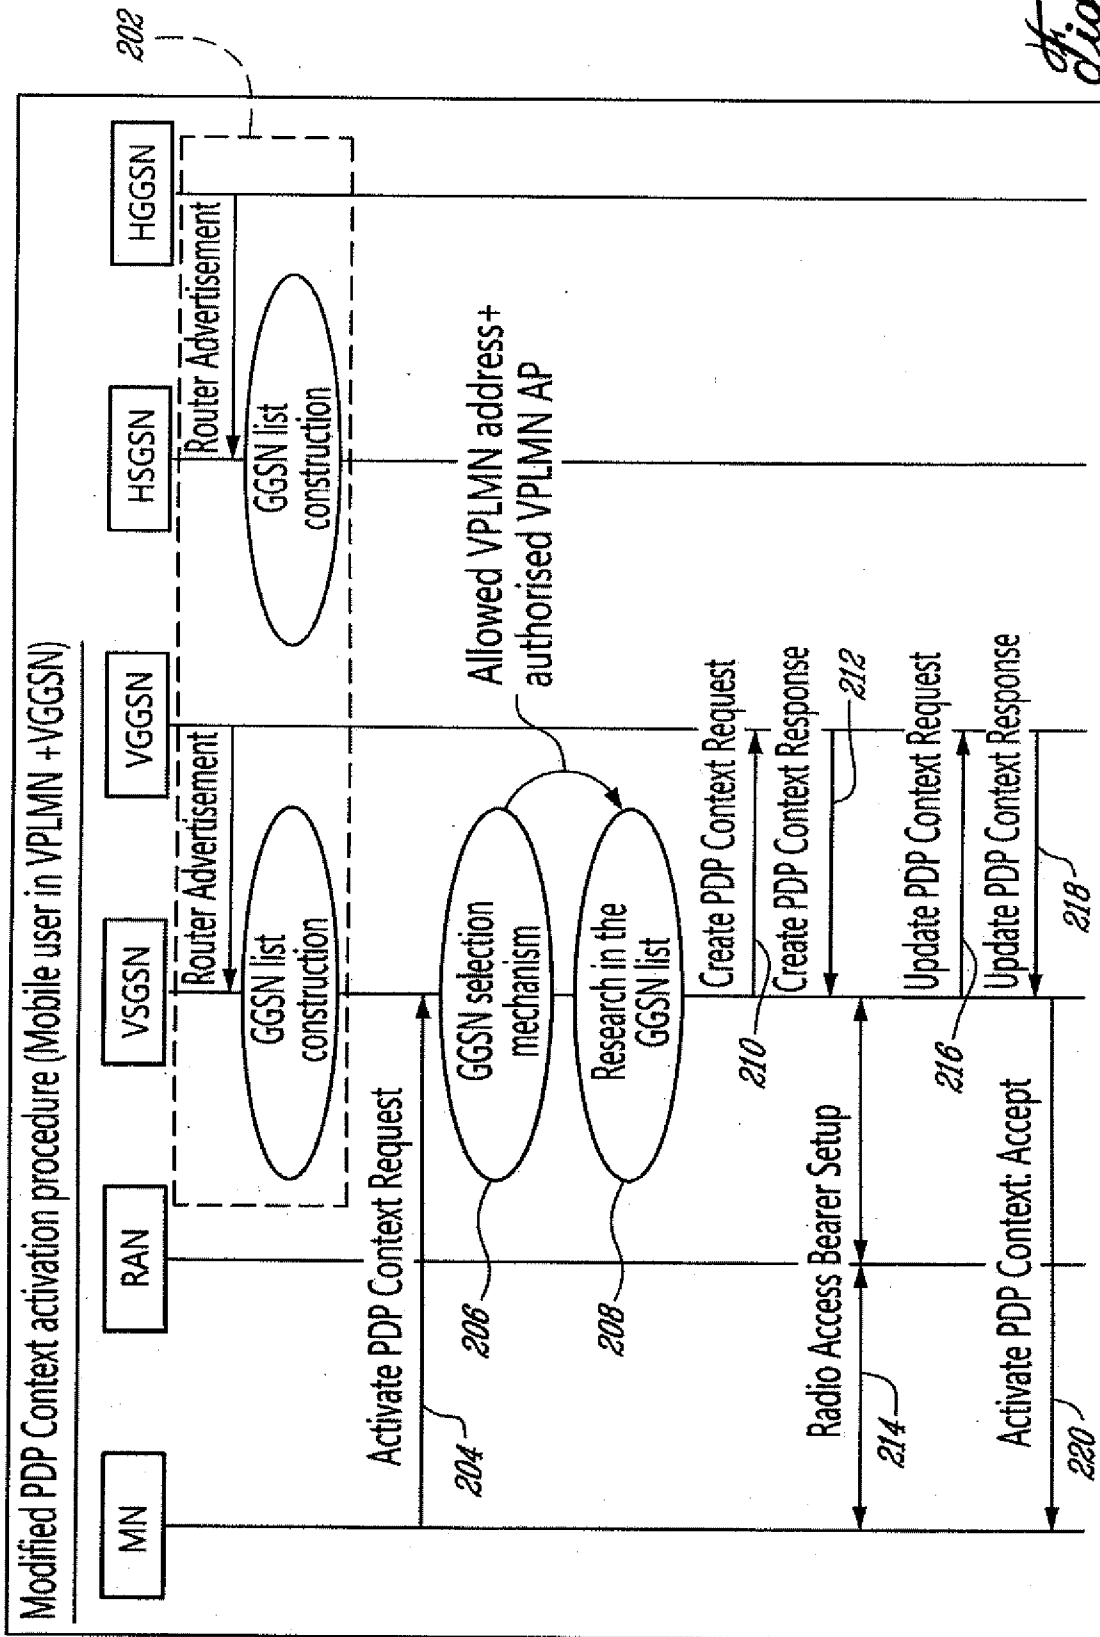 Modified PDP Context activation procedure (Mobile user in VPLMN +VGGSN)
202
MN
RAN
VSGSN
VGGSN
HSGSN
HGGSN
Router Advertisement
Router Advertisement
GGSN list
construction
GGSN list
construction
Activate PDP Context Request
204
GGSN selection
mechanism
206
Allowed VPLMN address+
authorised VPLMN AP
Research in the
GGSN list
208
Create PDP Context Request
210
Create PDP Context Response
212
Radio Access Bearer Setup
214
Update PDP Context Request
216
Update PDP Context Response
218
Activate PDP Context: Accept
220